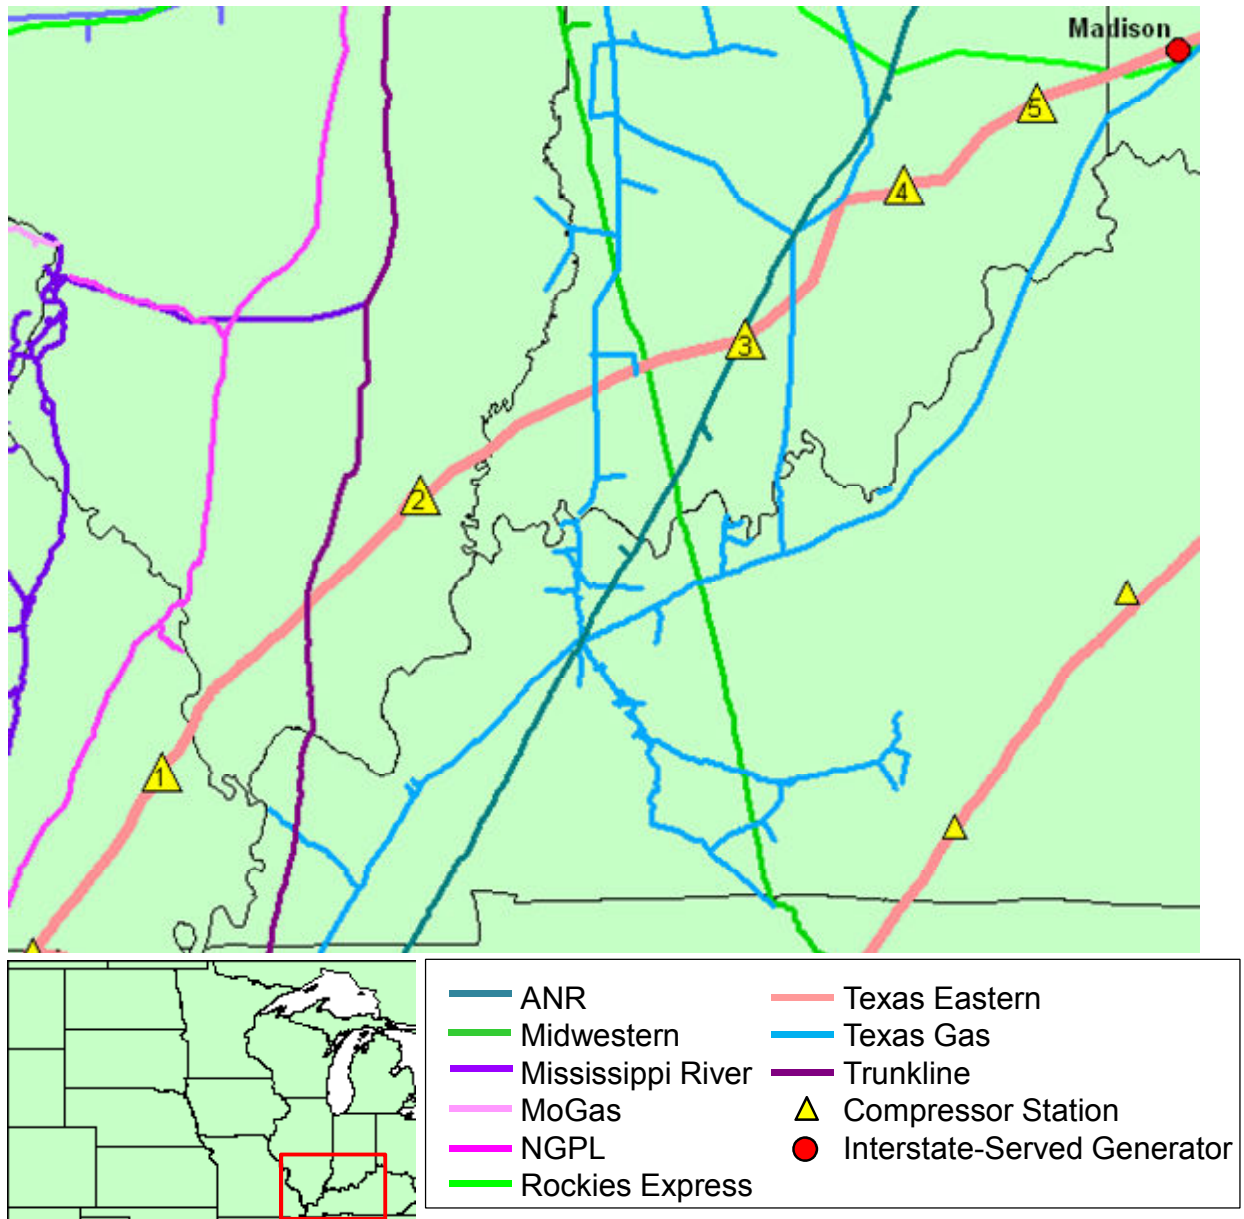 Madison
5
4
3
2
1
ANR
Midwestern
Mississippi River
MoGas
NGPL
Rockies Express
Texas Eastern
Texas Gas
Trunkline
Compressor Station
Interstate-Served Generator